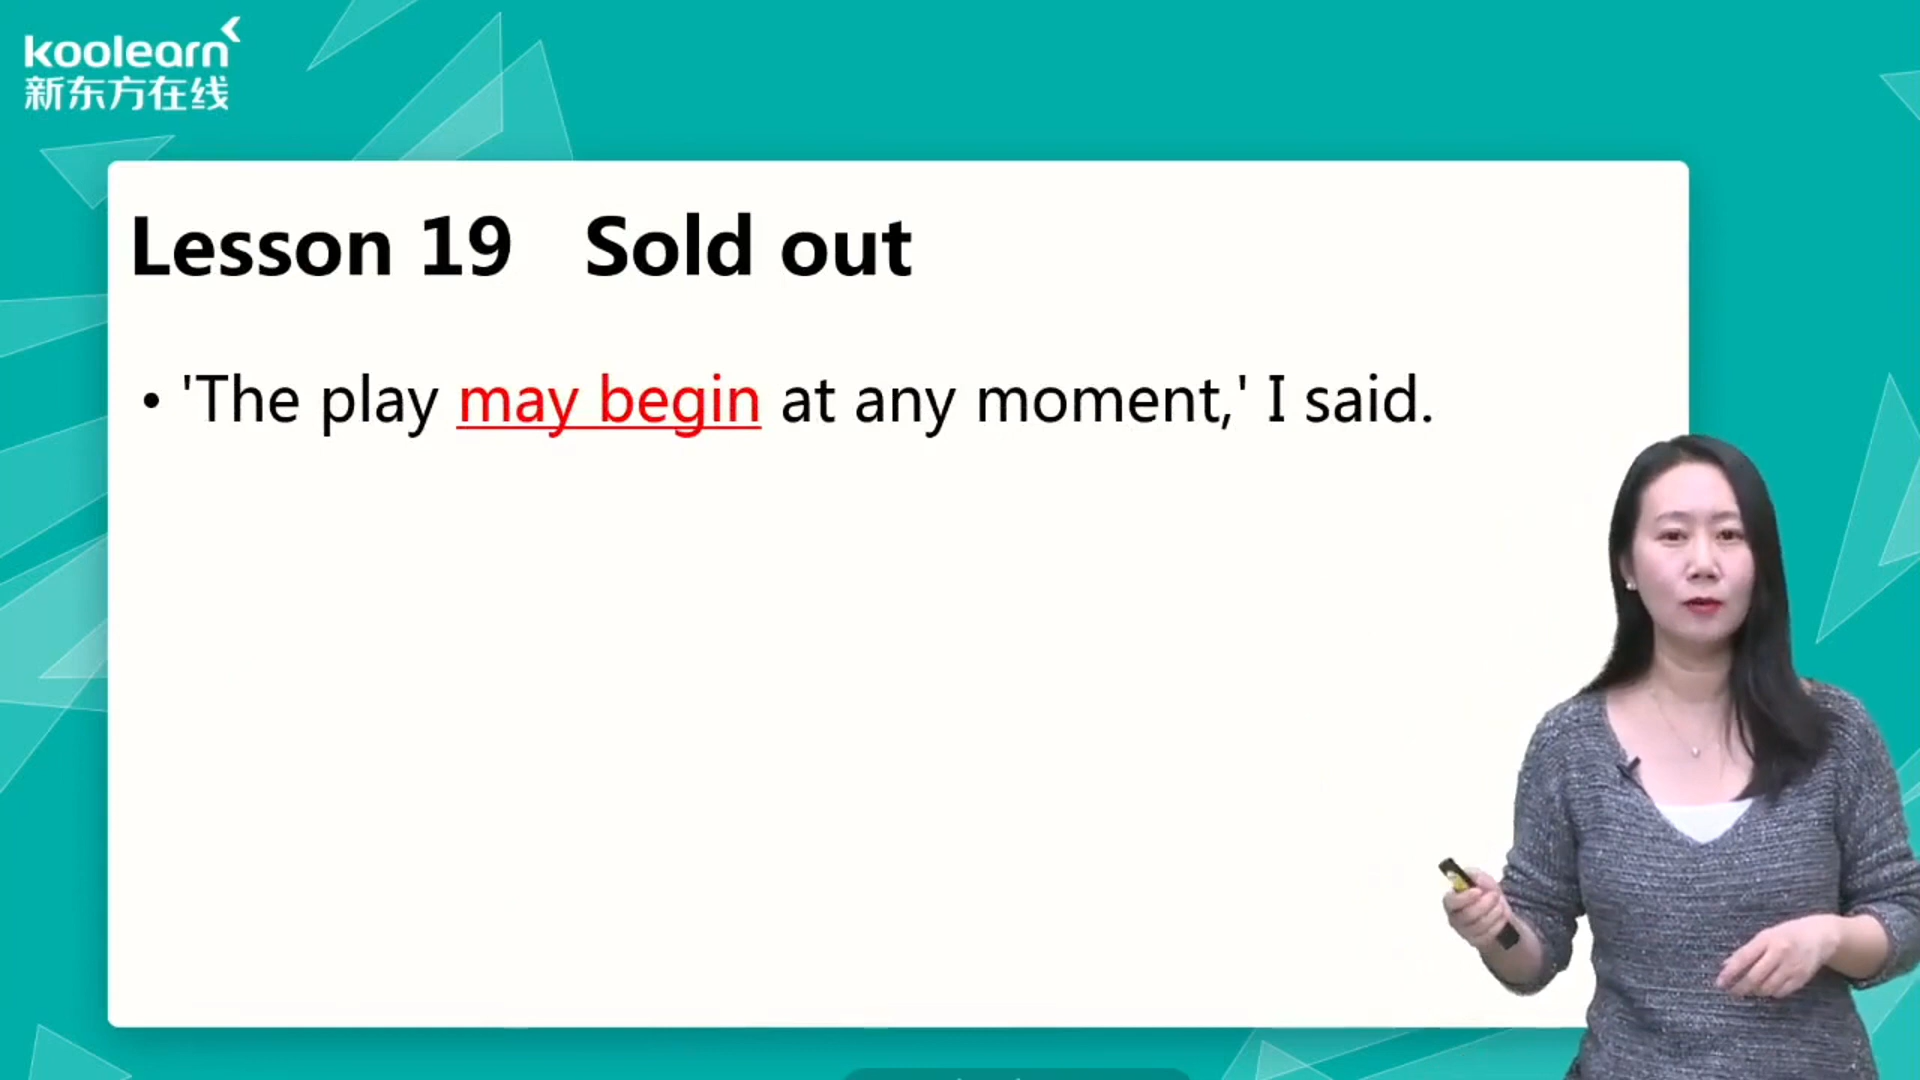 koolearn
新东方在线
Lesson 19 Sold out
• 'The play may begin at any moment,' I said.